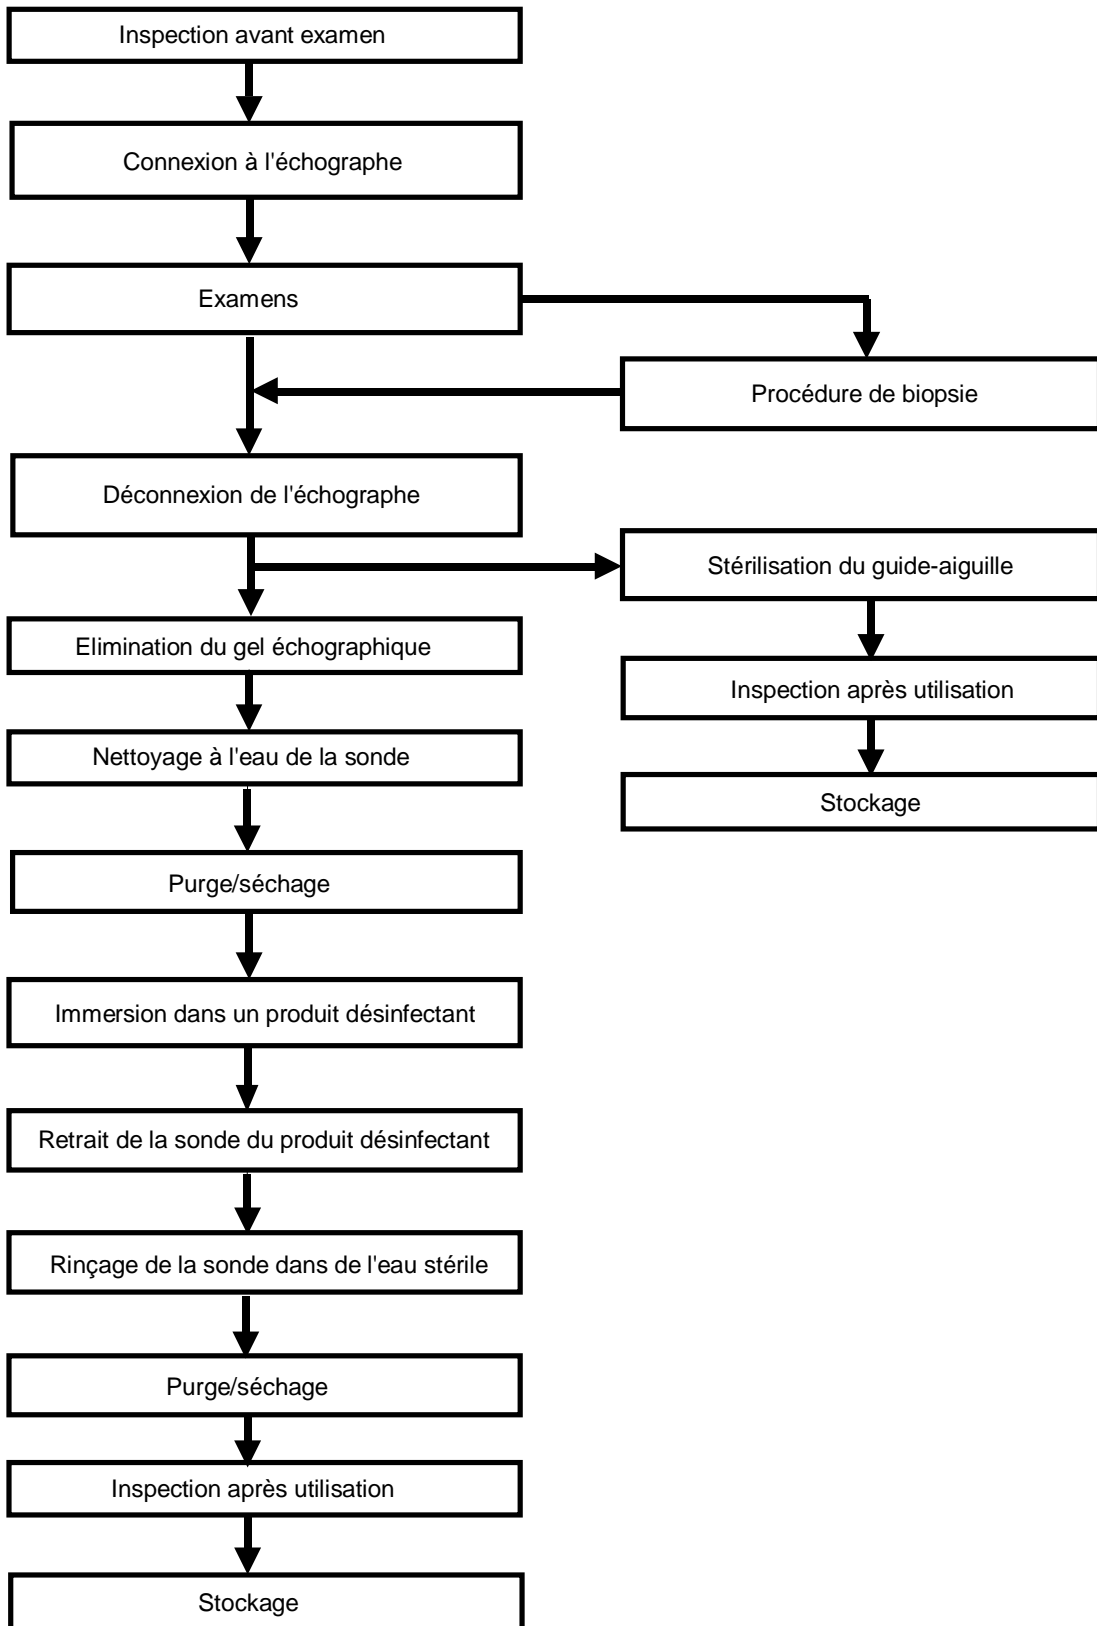 Inspection avant examen
Connexion à l'échographe
Examens
Procédure de biopsie
Déconnexion de l'échographe
Stérilisation du guide-aiguille
Elimination du gel échographique
Inspection après utilisation
Nettoyage à l'eau de la sonde
Stockage
Purge/séchage
Immersion dans un produit désinfectant
Retrait de la sonde du produit désinfectant
Rinçage de la sonde dans de l'eau stérile
Purge/séchage
Inspection après utilisation
Stockage